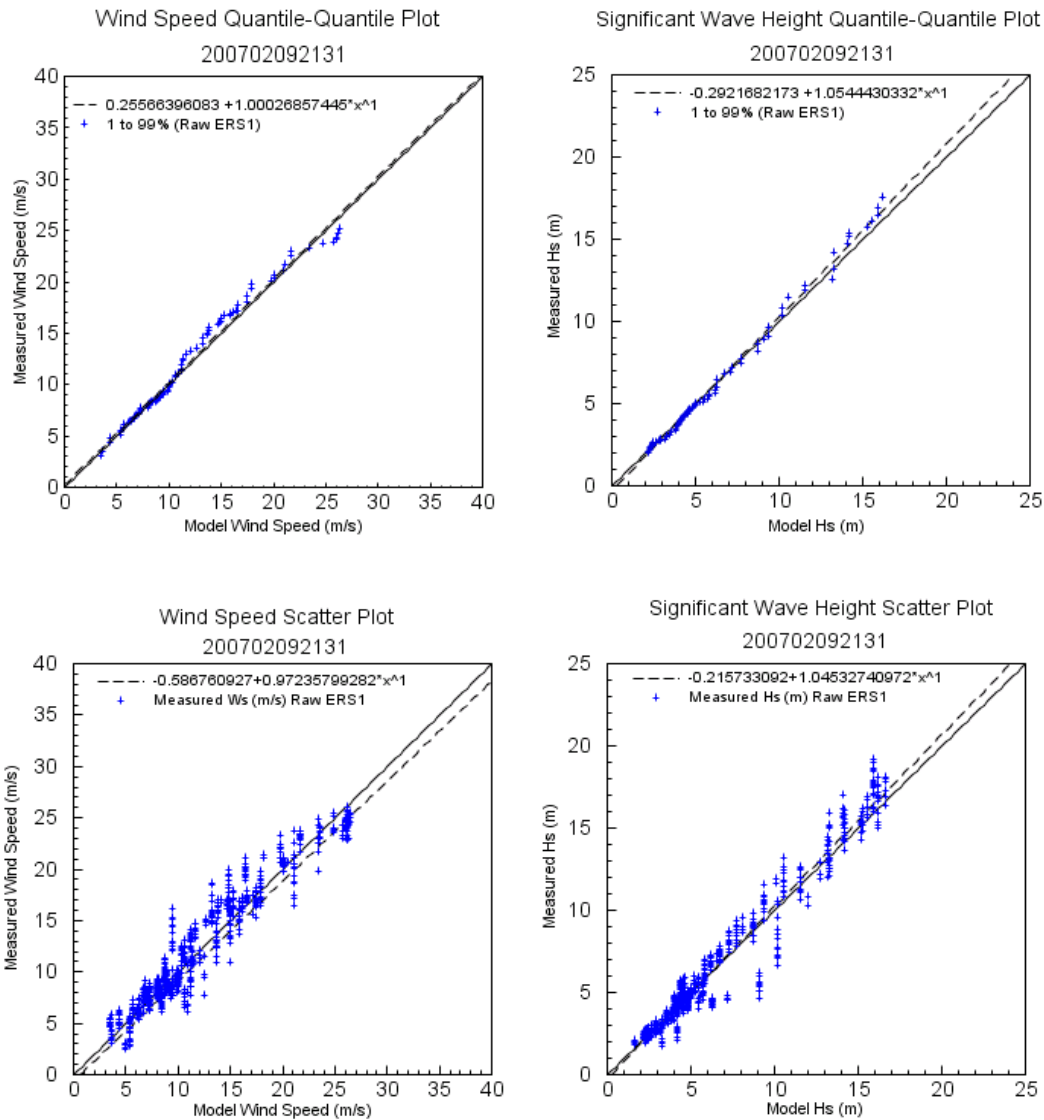 Wind Speed Quantile-Quantile Plot
200702092131
40
35
30
25
20
15
10
5
0
0 5 10 15 20 25 30 35 40
Measured Wind Speed (m/s)
Model Wind Speed (m/s)
0.25566396083 +1.00026857445*x^1
1 to 99% (Raw ERS1)
Significant Wave Height Quantile-Quantile Plot
200702092131
25
20
15
10
5
0
0 5 10 15 20 25
Measured Hs (m)
Model Hs (m)
-0.2921682173 +1.0544430332*x^1
1 to 99% (Raw ERS1)
Wind Speed Scatter Plot
200702092131
40
35
30
25
20
15
10
5
0
0 5 10 15 20 25 30 35 40
Measured Wind Speed (m/s)
Model Wind Speed (m/s)
-0.586760927+0.97235799282*x^1
Measured Ws (m/s) Raw ERS1
Significant Wave Height Scatter Plot
200702092131
25
20
15
10
5
0
0 5 10 15 20 25
Measured Hs (m)
Model Hs (m)
-0.215733092+1.04532740972*x^1
Measured Hs (m) Raw ERS1